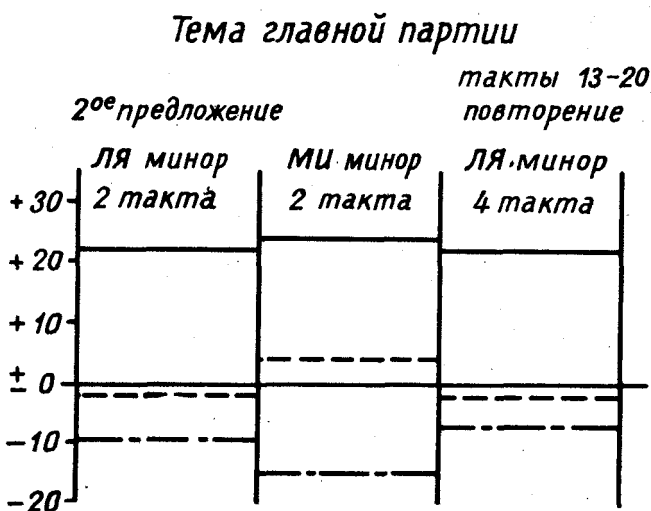 Тема главной партии
такты 13-20
2ое предложение
повторение
ЛЯ минор
МИ минор
ЛЯ минор
2 такта
2 такта
4 такта
+30
+20
+10
± 0
-10
-20